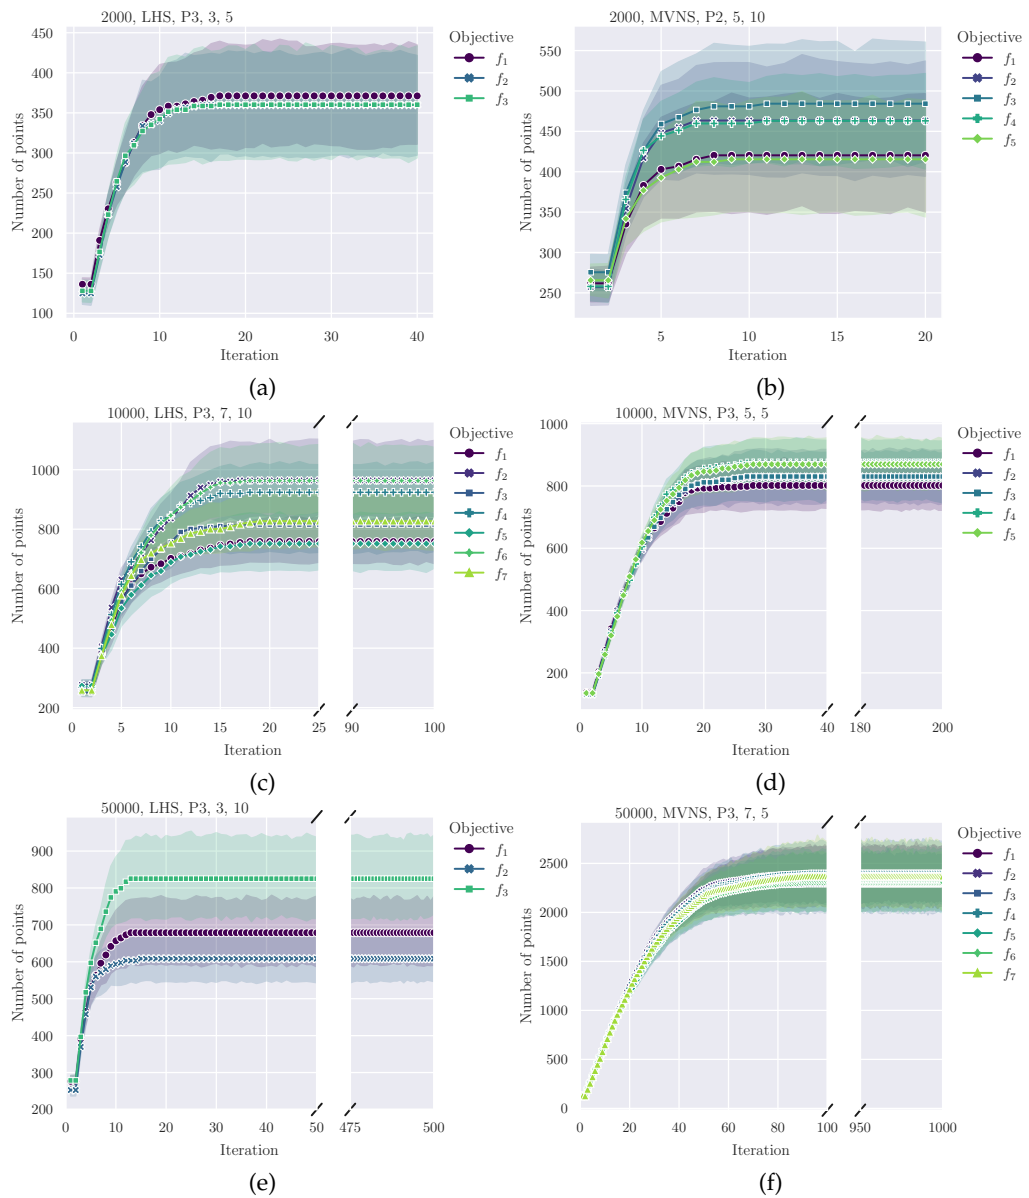 2000, LHS, P3, 3, 5
450
400
350
300
250
200
150
100
Number of points
0 10 20 30 40
Iteration
Objective
f1
f2
f3
(a)
2000, MVNS, P2, 5, 10
550
500
450
400
350
300
250
Number of points
5 10 15 20
Iteration
Objective
f1
f2
f3
f4
f5
(b)
10000, LHS, P3, 7, 10
1000
800
600
400
200
Number of points
0 5 10 15 20 25 90 100
Iteration
Objective
f1
f2
f3
f4
f5
f6
f7
(c)
10000, MVNS, P3, 5, 5
1000
800
600
400
200
Number of points
0 10 20 30 40 180 200
Iteration
Objective
f1
f2
f3
f4
f5
(d)
50000, LHS, P3, 3, 10
900
800
700
600
500
400
300
200
Number of points
0 10 20 30 40 50 475 500
Iteration
Objective
f1
f2
f3
(e)
50000, MVNS, P3, 7, 5
2500
2000
1500
1000
500
0
Number of points
0 20 40 60 80 100 950 1000
Iteration
Objective
f1
f2
f3
f4
f5
f6
f7
(f)